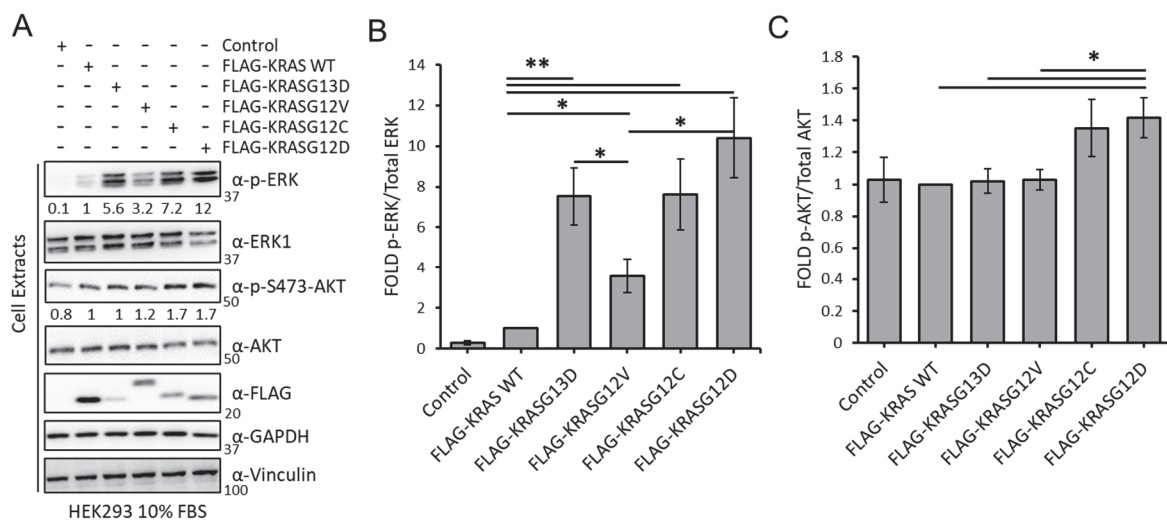 A
+ - - - - - Control
- + - - - - FLAG-KRAS WT
- - + - - - FLAG-KRASG13D
- - - + - - FLAG-KRASG12V
- - - - + - FLAG-KRASG12C
- - - - - + FLAG-KRASG12D
Cell Extracts
α-p-ERK
37
0.1 1 5.6 3.2 7.2 12
α-ERK1
37
α-p-S473-AKT
50
0.8 1 1 1.2 1.7 1.7
α-AKT
50
α-FLAG
20
α-GAPDH
37
α-Vinculin
100
HEK293 10% FBS
B
FOLD p-ERK/Total ERK
14
12
10
8
6
4
2
0
**
*
*
*
Control
FLAG-KRAS WT
FLAG-KRASG13D
FLAG-KRASG12V
FLAG-KRASG12C
FLAG-KRASG12D
C
FOLD p-AKT/Total AKT
1.8
1.6
1.4
1.2
1
0.8
0.6
0.4
0.2
0
*
Control
FLAG-KRAS WT
FLAG-KRASG13D
FLAG-KRASG12V
FLAG-KRASG12C
FLAG-KRASG12D